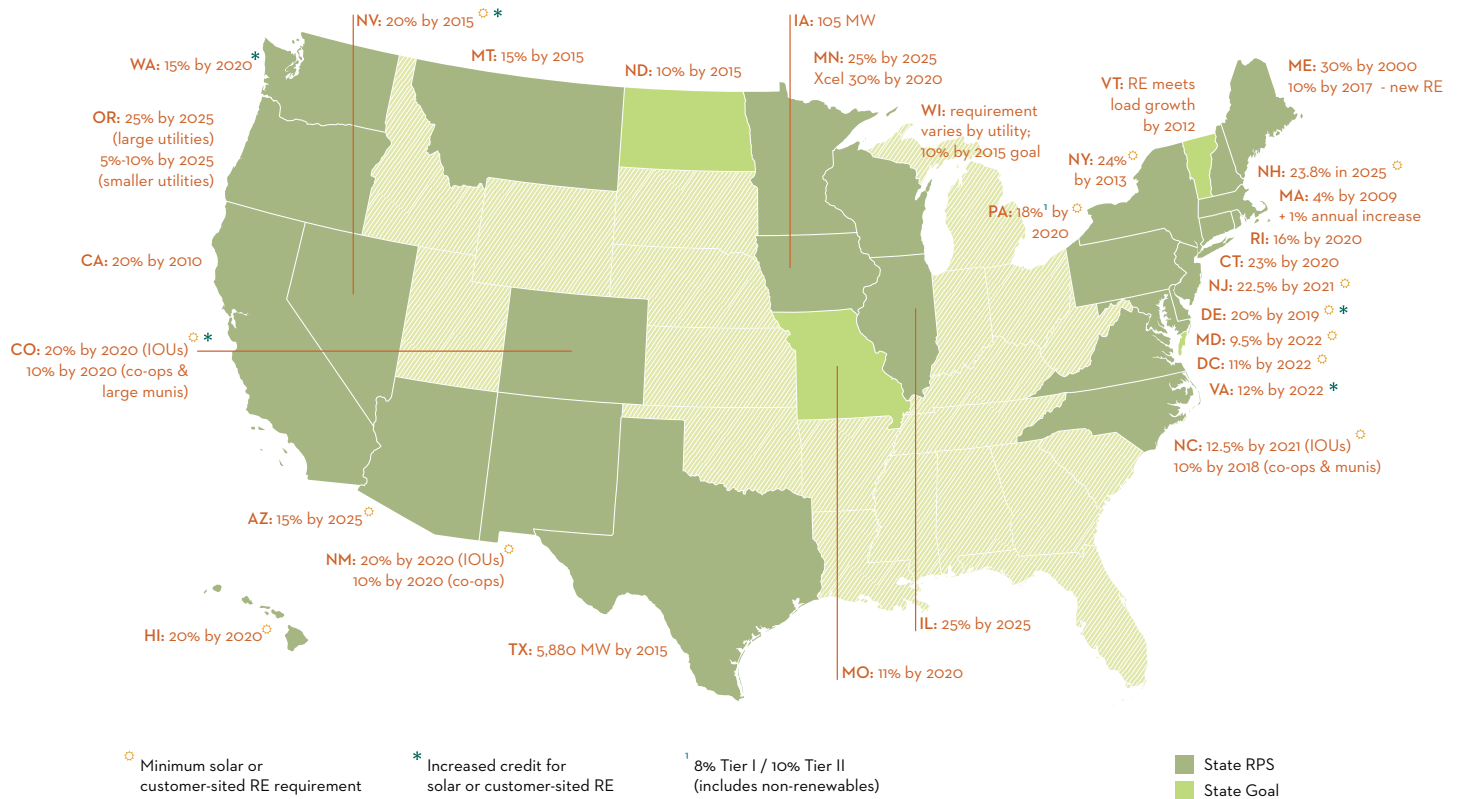 NV: 20% by 2015 *
IA: 105 MW
WA: 15% by 2020*
MT: 15% by 2015
ND: 10% by 2015
MN: 25% by 2025
Xcel 30% by 2020
VT: RE meets
load growth
by 2012
ME: 30% by 2000
10% by 2017 - new RE
OR: 25% by 2025
(large utilities)
5%-10% by 2025
(smaller utilities)
WI: requirement
varies by utility;
10% by 2015 goal
NY: 24%
by 2013
NH: 23.8% in 2025
MA: 4% by 2009
+ 1% annual increase
PA: 18%¹ by
2020
RI: 16% by 2020
CA: 20% by 2010
CT: 23% by 2020
NJ: 22.5% by 2021
DE: 20% by 2019 *
MD: 9.5% by 2022
DC: 11% by 2022
VA: 12% by 2022 *
CO: 20% by 2020 (IOUs) *
10% by 2020 (co-ops &
large munis)
NC: 12.5% by 2021 (IOUs)
10% by 2018 (co-ops & munis)
AZ: 15% by 2025
NM: 20% by 2020 (IOUs)
10% by 2020 (co-ops)
HI: 20% by 2020
TX: 5,880 MW by 2015
IL: 25% by 2025
MO: 11% by 2020
Minimum solar or
customer-sited RE requirement
* Increased credit for
solar or customer-sited RE
¹ 8% Tier I / 10% Tier II
(includes non-renewables)
State RPS
State Goal